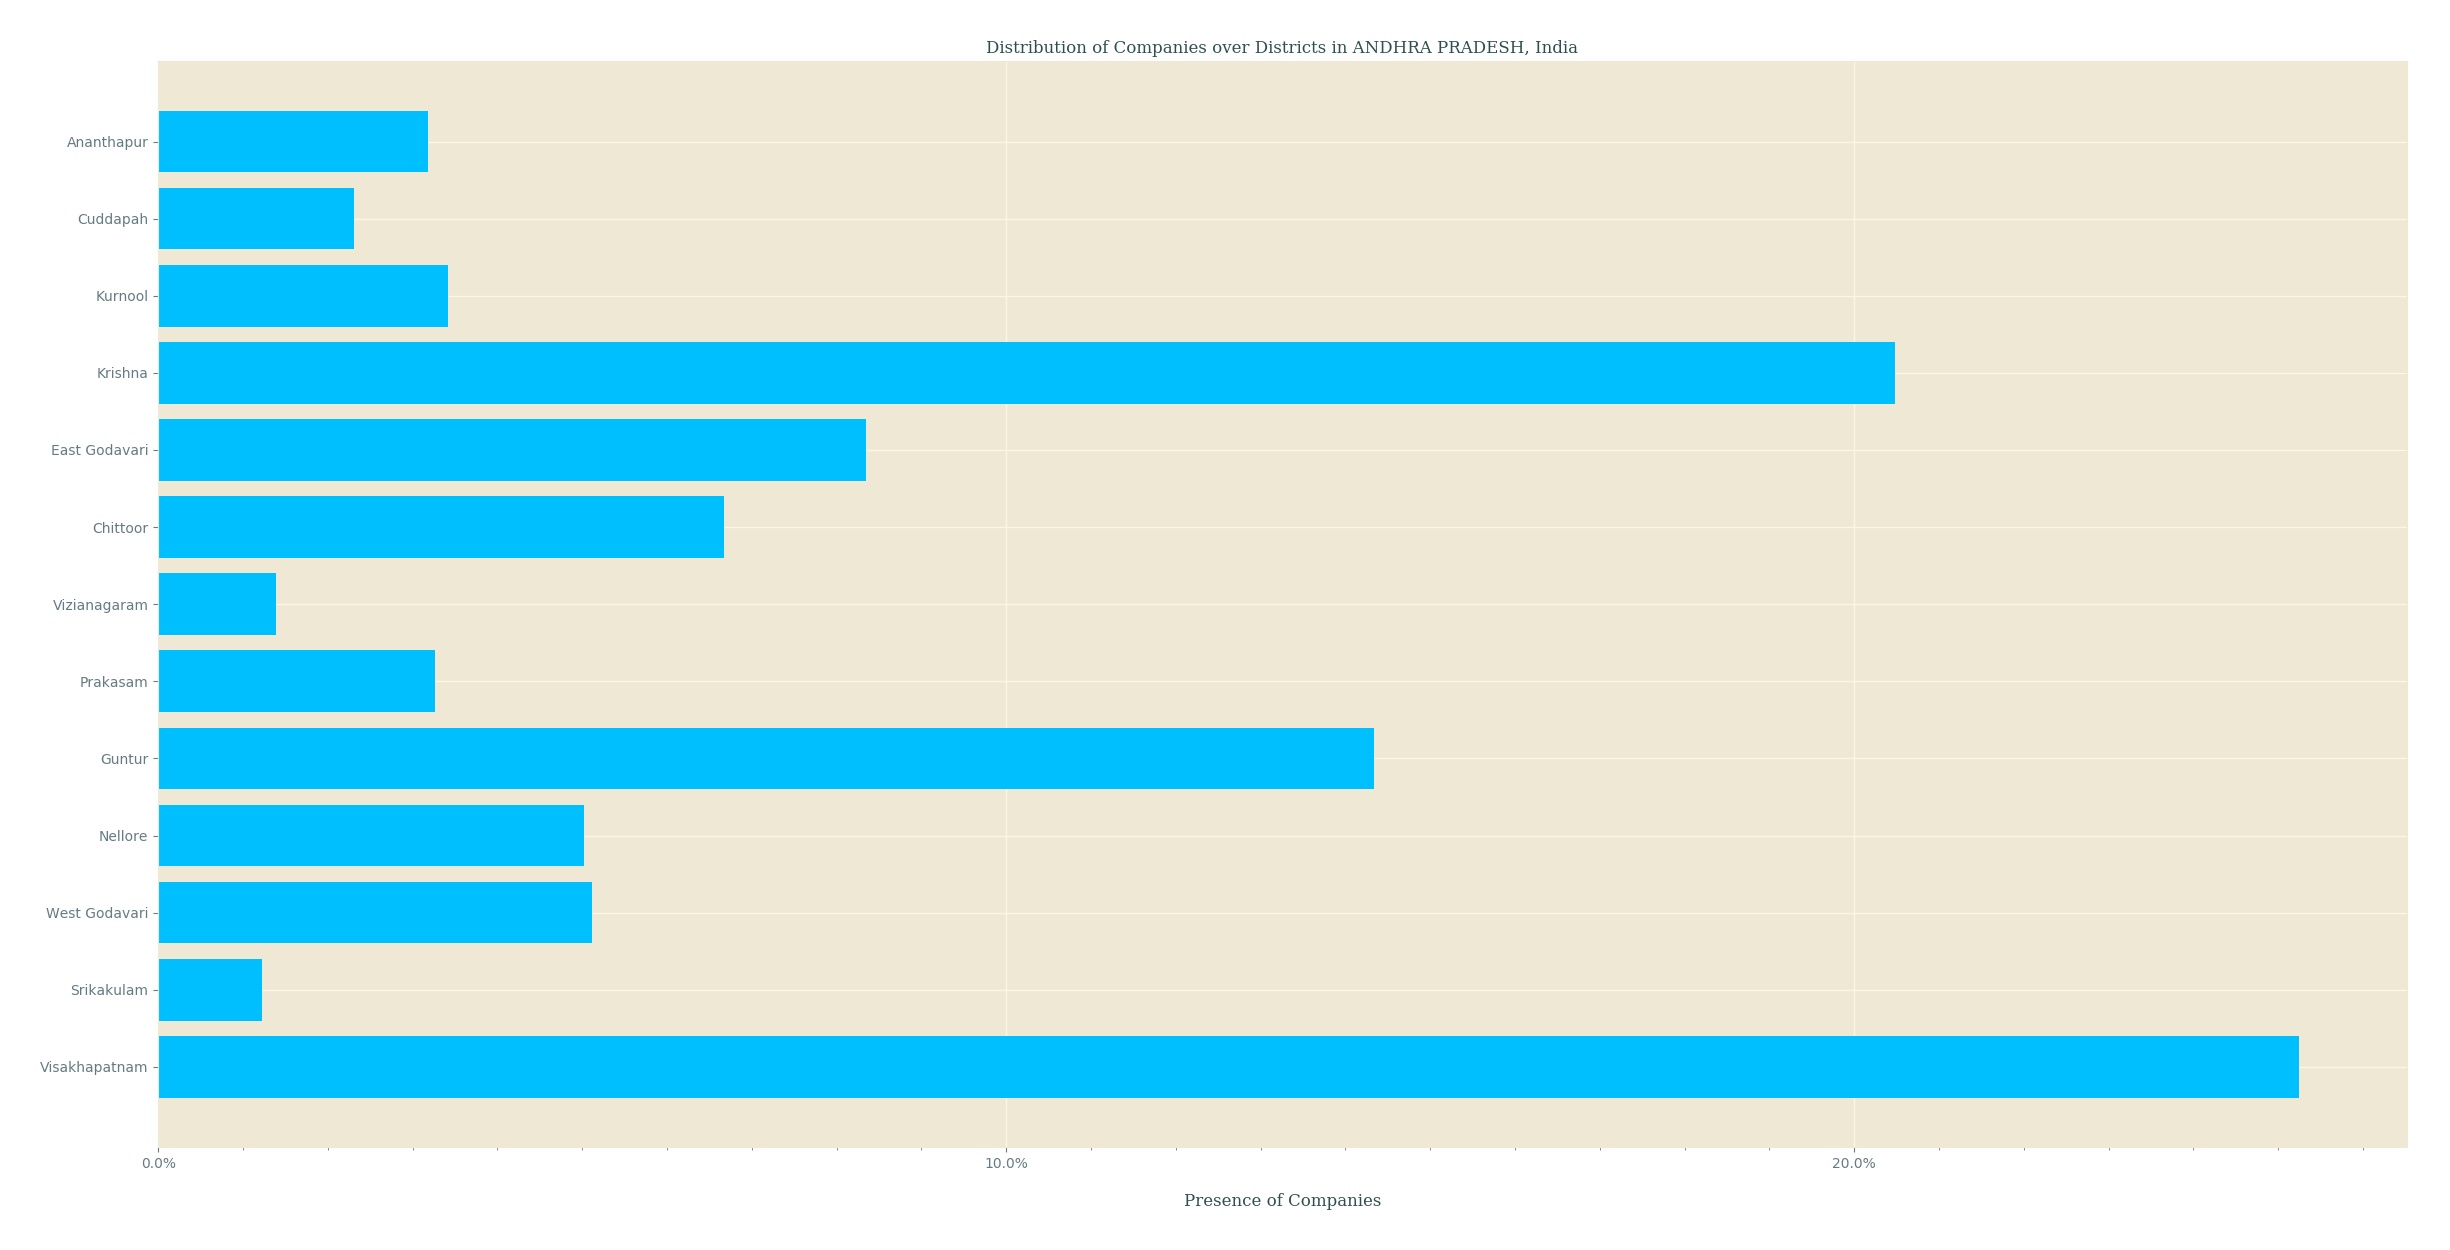 Distribution of Companies over Districts in ANDHRA PRADESH, India
Ananthapur
Cuddapah
Kurnool
Krishna
East Godavari
Chittoor
Vizianagaram
Prakasam
Guntur
Nellore
West Godavari
Srikakulam
Visakhapatnam
0.0% 10.0% 20.0%
Presence of Companies